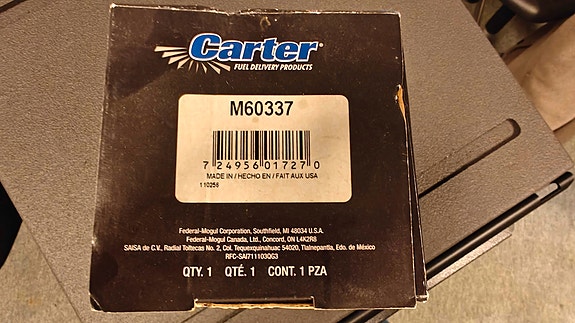 Carter®
FUEL DELIVERY PRODUCTS
M60337
7 24956 01727 0
MADE IN / HECHO EN / FAIT AUX USA
110256
Federal-Mogul Corporation, Southfield, MI 48034 U.S.A.
Federal-Mogul Canada, Ltd., Concord, ON L4K2R8
SAISA de C.V., Radial Toltecas No. 2, Col. Tequexquinahuac 54020, Tlalnepantla, Edo. de México
RFC-SAI711103QG3
QTY. 1 QTÉ. 1 CONT. 1 PZA